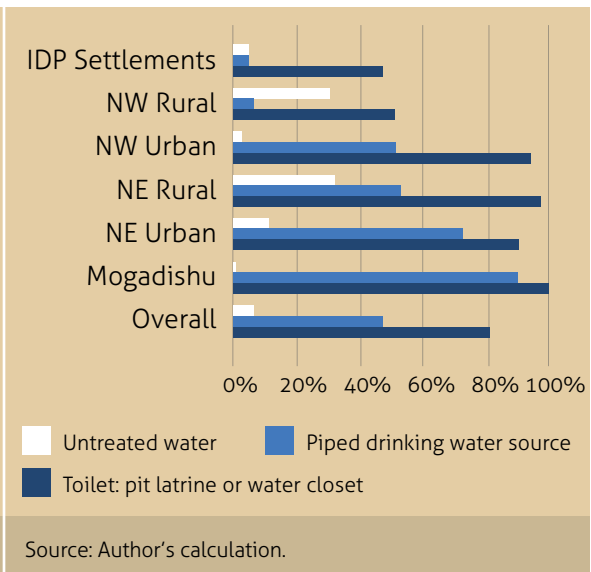 IDP Settlements
NW Rural
NW Urban
NE Rural
NE Urban
Mogadishu
Overall
0% 20% 40% 60% 80% 100%
Untreated water Piped drinking water source
Toilet: pit latrine or water closet
Source: Author's calculation.